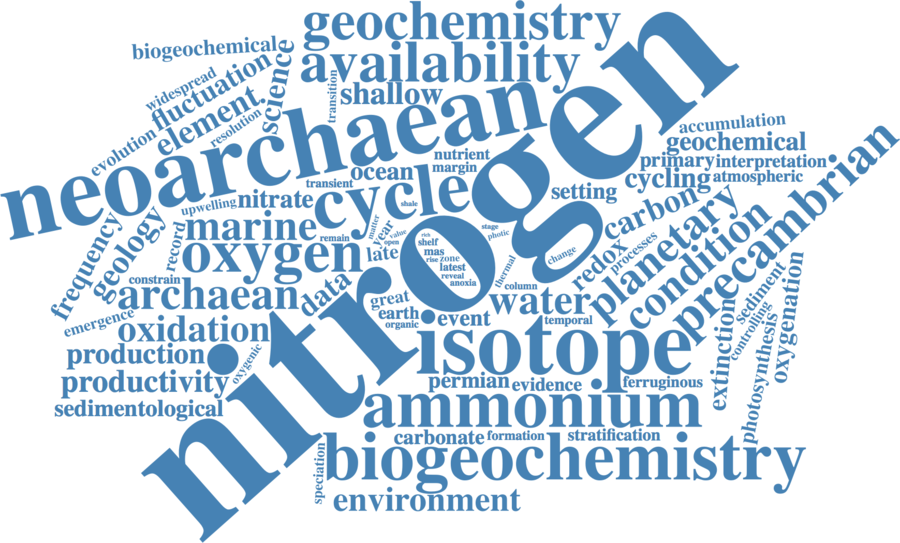 geochemistry
biogeochemical
availability
science
widespread
fluctuation
transition
shallow
element
resolution
evolution
neoarchaean
nitrogen
accumulation
geochemical
primary
interpretation
cycling
atmospheric
nutrient
margin
ocean
transient
cycle
shale
setting
nitrate
upwelling
marine
remain
record
geology
frequency
oxygen
matter
year
value
open
late
rich
shelf
mas
rise
zone
latest
reveal
anoxia
stage
photic
change
thermal
column
carbon
redox
processes
planetary
condition
precambrian
constrain
archaean
data
great
earth
organic
event
water
temporal
emergence
oxidation
production
productivity
oxygenic
sedimentological
isotope
permian
evidence
ferruginous
extinction
sediment
controlling
photosynthesis
oxygenation
ammonium
carbonate
formation
stratification
biogeochemistry
speciation
environment